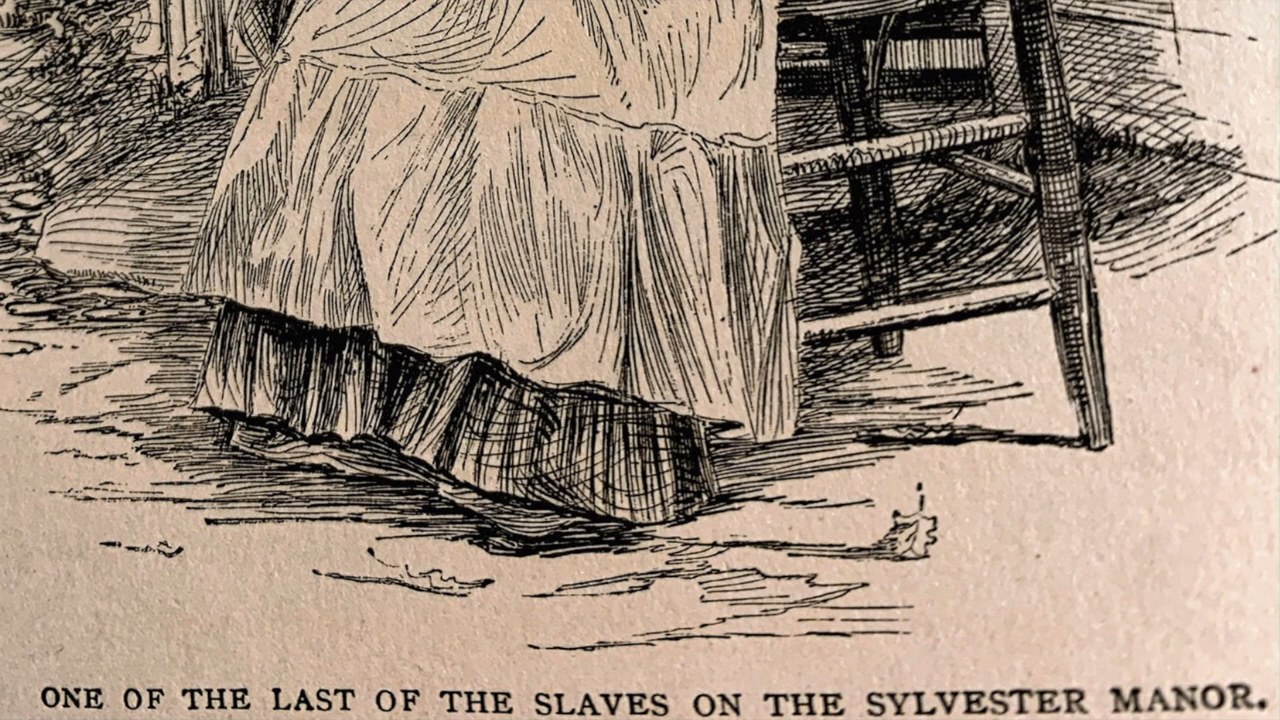 ONE OF THE LAST OF THE SLAVES ON THE SYLVESTER MANOR.